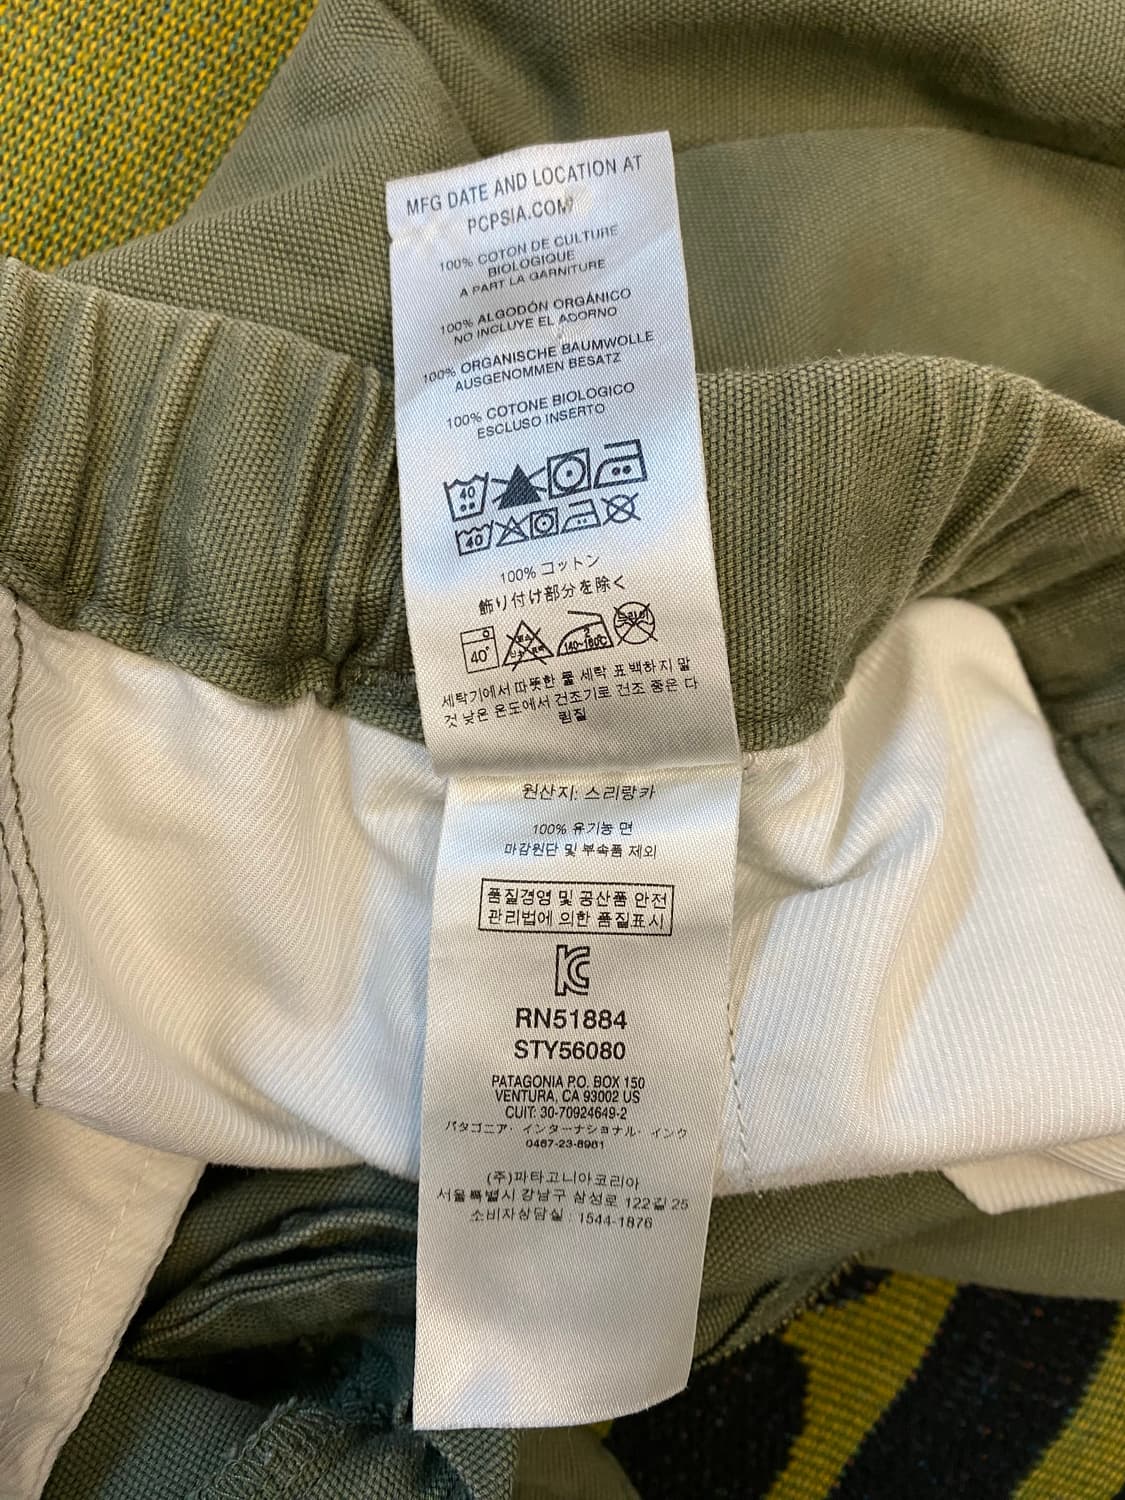 MFG DATE AND LOCATION AT
PCPSIA.COM
100% COTON DE CULTURE
BIOLOGIQUE
A PART LA GARNITURE
100% ALGODÓN ORGÁNICO
NO INCLUYE EL ADORNO
100% ORGANISCHE BAUMWOLLE
AUSGENOMMEN BESATZ
100% COTONE BIOLOGICO
ESCLUSO INSERTO
40
40
100% コットン
飾り付け部分を除く
40°
140~160°C
드라이
세탁기에서 따뜻한 물 세탁 표백하지 말
것 낮은 온도에서 건조기로 건조 중은 다
림질
원산지: 스리랑카
100% 유기농 면
마감원단 및 부속품 제외
품질경영 및 공산품 안전
관리법에 의한 품질표시
RN51884
STY56080
PATAGONIA P.O. BOX 150
VENTURA, CA 93002 US
CUIT: 30-70924649-2
パタゴニア・インターナショナル・インク
0467-23-8961
(주)파타고니아코리아
서울특별시 강남구 삼성로 122길 25
소비자상담실 : 1544-1876